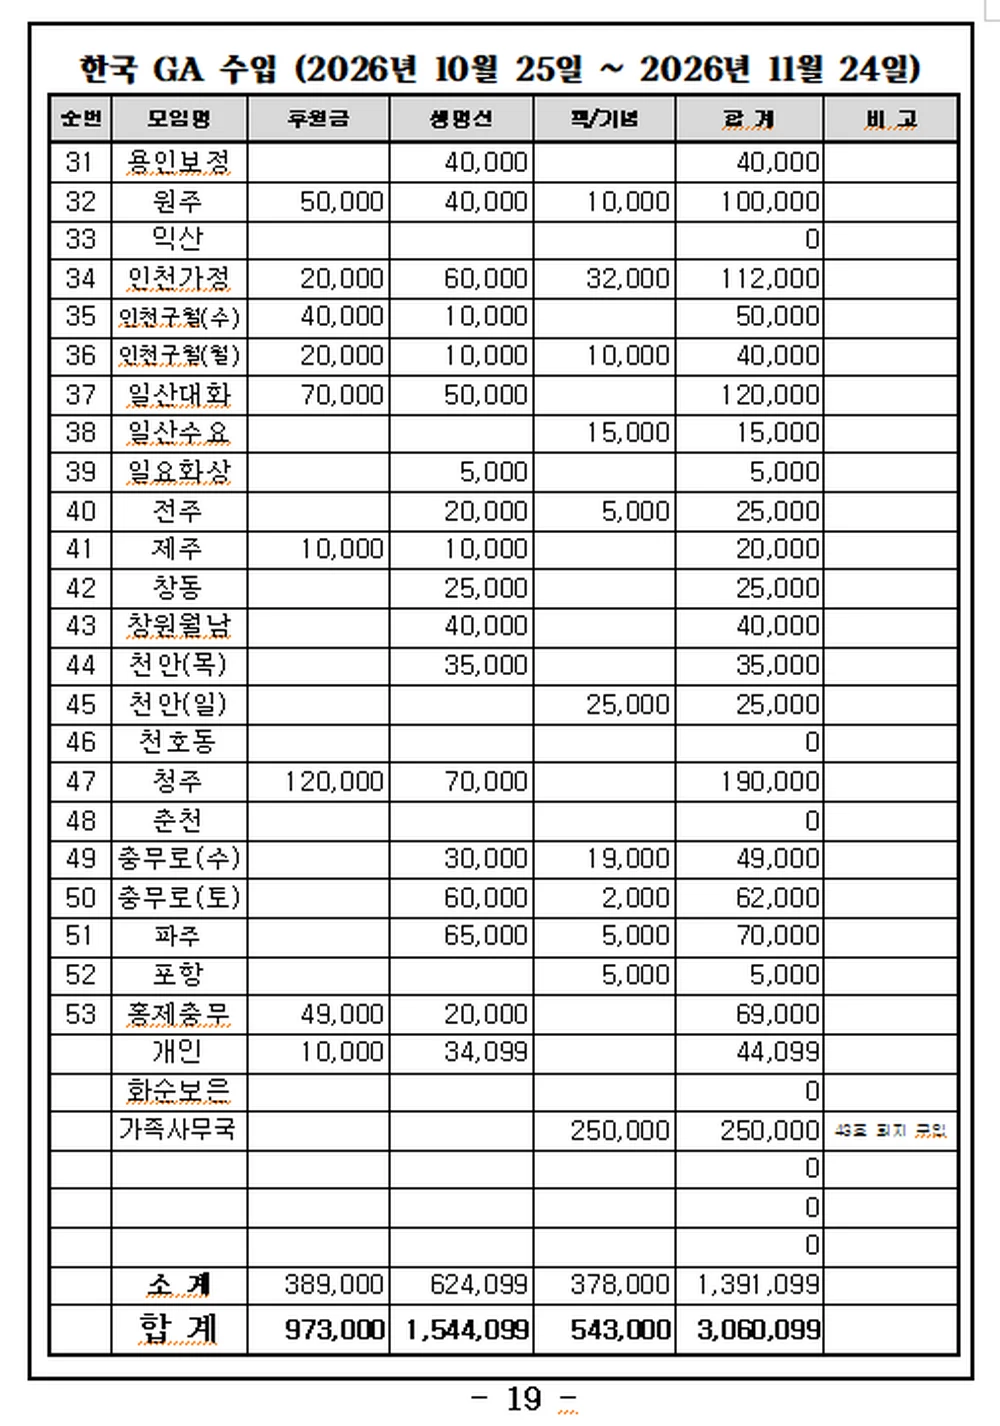 한국 GA 수입 (2026년 10월 25일 ~ 2026년 11월 24일)
순번 모임명 후원금 생명선 책/기념 합 계 비 고
31 용인보정 40,000 40,000
32 원주 50,000 40,000 10,000 100,000
33 익산 0
34 인천가정 20,000 60,000 32,000 112,000
35 인천구월(수) 40,000 10,000 50,000
36 인천구월(월) 20,000 10,000 10,000 40,000
37 일산대화 70,000 50,000 120,000
38 일산수요 15,000 15,000
39 일요화상 5,000 5,000
40 전주 20,000 5,000 25,000
41 제주 10,000 10,000 20,000
42 창동 25,000 25,000
43 창원월남 40,000 40,000
44 천안(목) 35,000 35,000
45 천안(일) 25,000 25,000
46 천호동 0
47 청주 120,000 70,000 190,000
48 춘천 0
49 충무로(수) 30,000 19,000 49,000
50 충무로(토) 60,000 2,000 62,000
51 파주 65,000 5,000 70,000
52 포항 5,000 5,000
53 홍제충무 49,000 20,000 69,000
개인 10,000 34,099 44,099
화순보은 0
가족사무국 250,000 250,000 43호 회지 구입
0
0
0
소 계 389,000 624,099 378,000 1,391,099
합 계 973,000 1,544,099 543,000 3,060,099
- 19 -